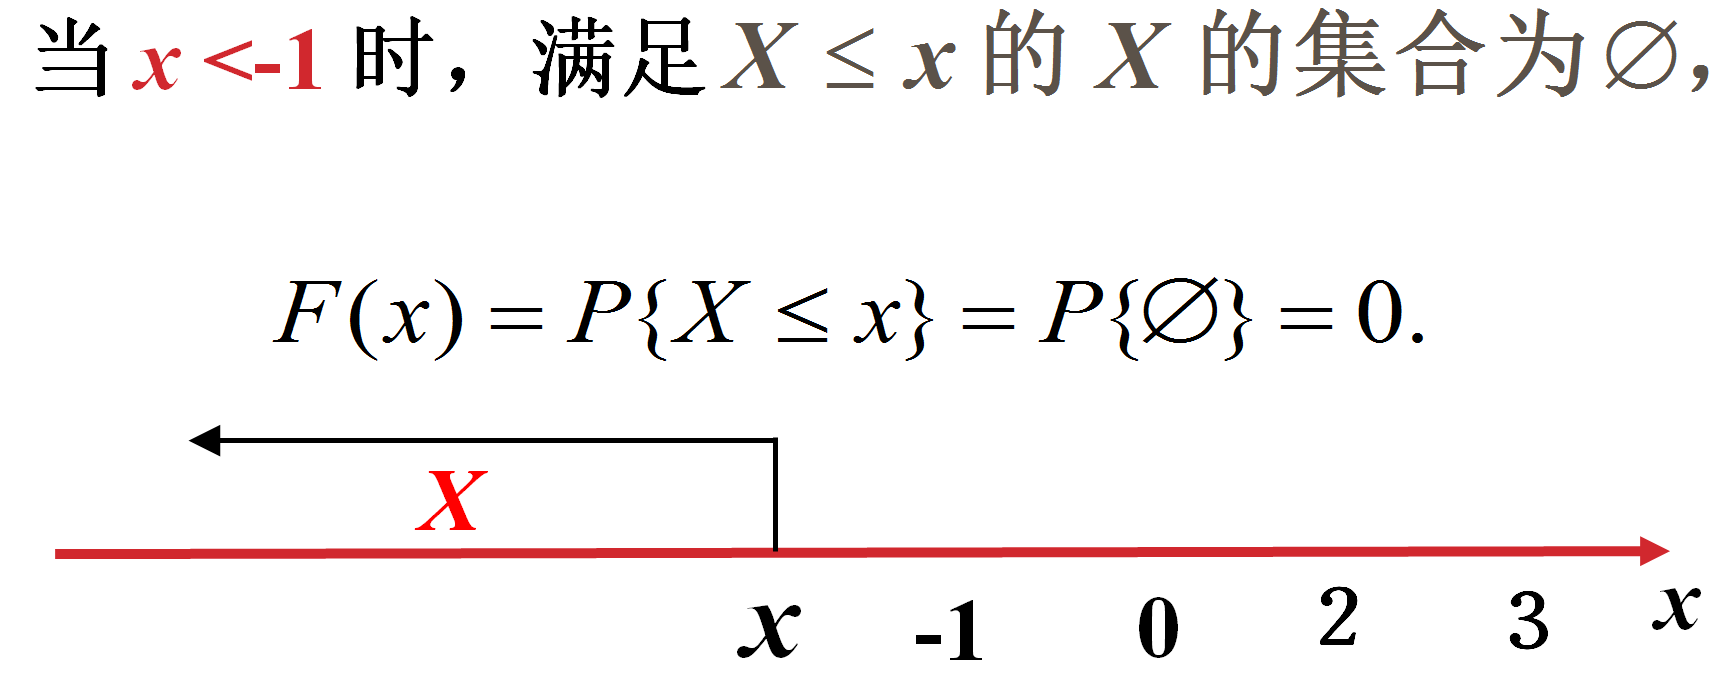 当 x <-1 时，满足 X ≤ x 的 X 的集合为∅，
F(x) = P{X ≤ x} = P{∅} = 0.
X
x -1 0 2 3 x